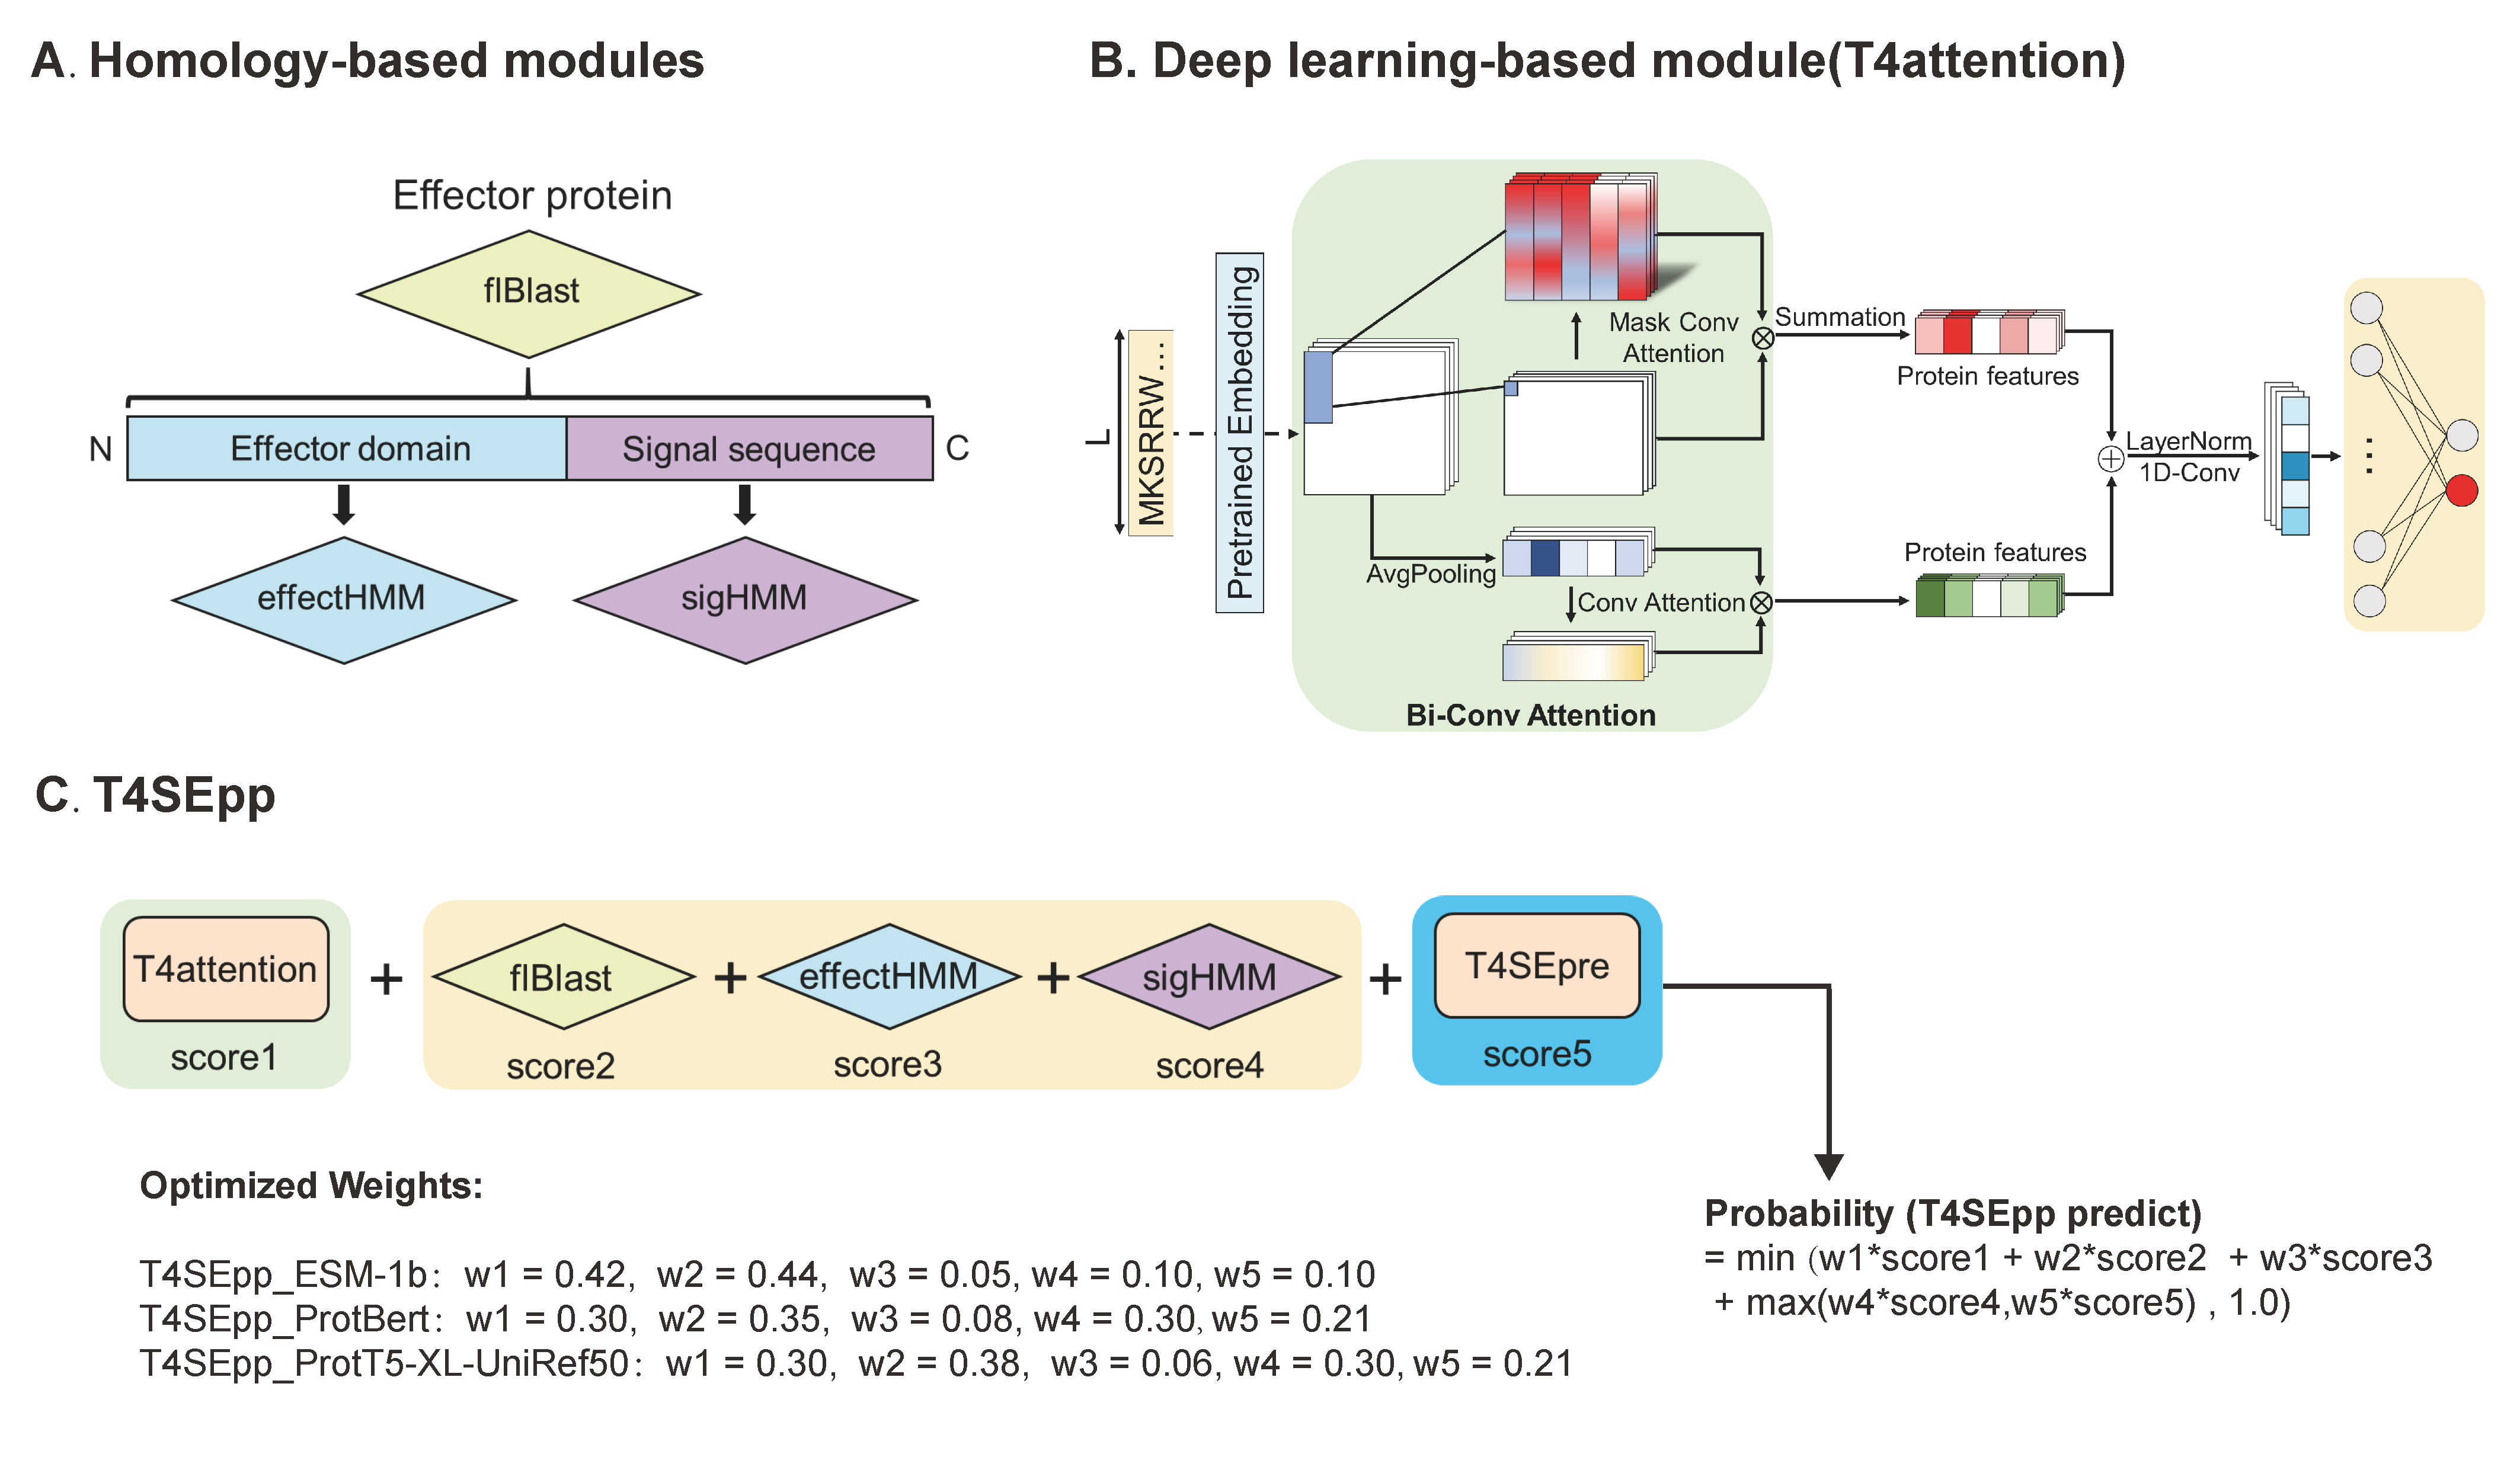 A. Homology-based modules
Effector protein
flBlast
N
Effector domain
Signal sequence
C
effectHMM
sigHMM
B. Deep learning-based module(T4attention)
L
MKSRRW...
Pretrained Embedding
Mask Conv
Attention
AvgPooling
Conv Attention
Bi-Conv Attention
Summation
Protein features
Protein features
LayerNorm
1D-Conv
...
C. T4SEpp
T4attention
score1
+
flBlast
score2
+
effectHMM
score3
+
sigHMM
score4
+
T4SEpre
score5
Optimized Weights:
T4SEpp_ESM-1b: w1 = 0.42, w2 = 0.44, w3 = 0.05, w4 = 0.10, w5 = 0.10
T4SEpp_ProtBert: w1 = 0.30, w2 = 0.35, w3 = 0.08, w4 = 0.30, w5 = 0.21
T4SEpp_ProtT5-XL-UniRef50: w1 = 0.30, w2 = 0.38, w3 = 0.06, w4 = 0.30, w5 = 0.21
Probability (T4SEpp predict)
= min (w1*score1 + w2*score2 + w3*score3
+ max(w4*score4,w5*score5) , 1.0)